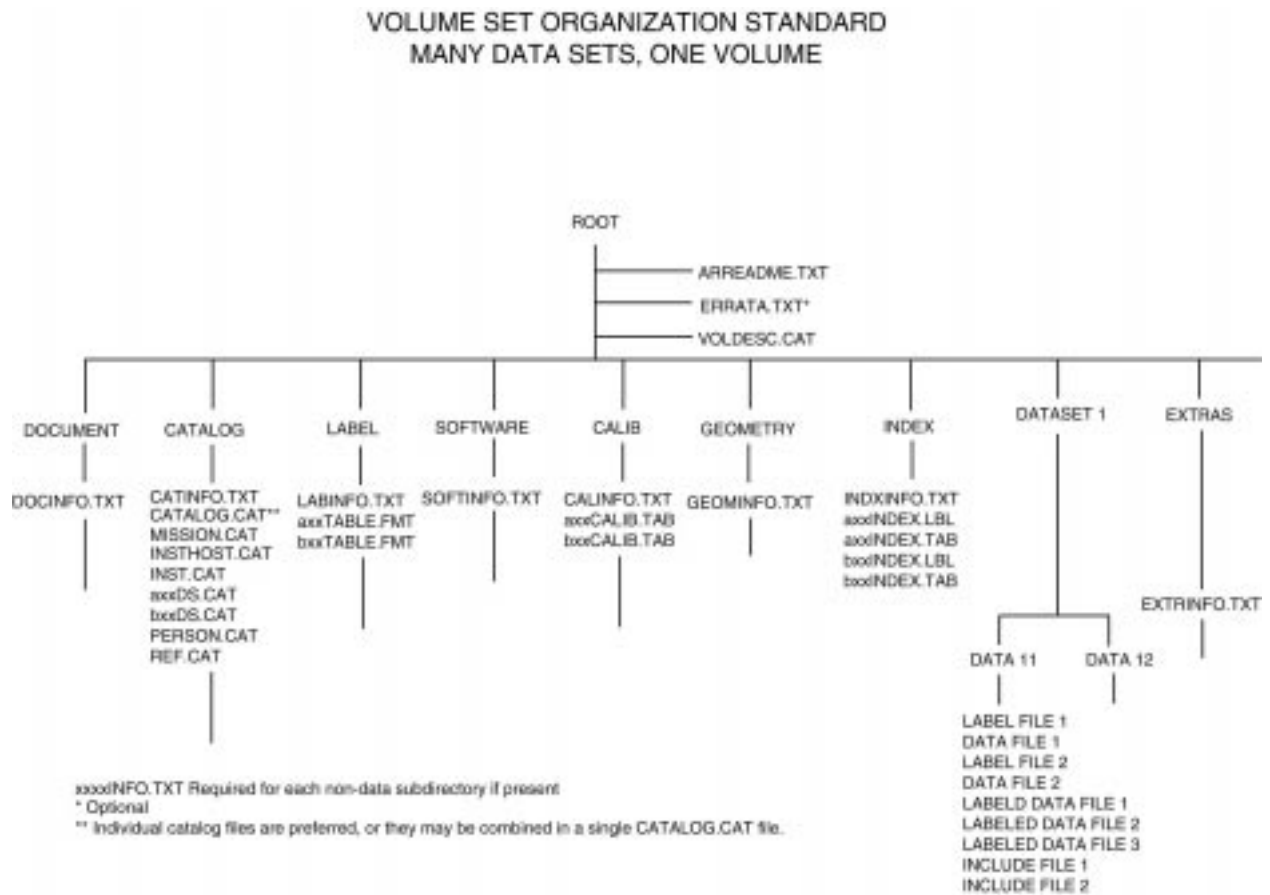 VOLUME SET ORGANIZATION STANDARD
MANY DATA SETS, ONE VOLUME
ROOT
ARREADME.TXT
ERRATA.TXT*
VOLDESC.CAT
DOCUMENT
CATALOG
LABEL
SOFTWARE
CALIB
GEOMETRY
INDEX
DATASET 1
EXTRAS
DOCINFO.TXT
CATINFO.TXT
CATALOG.CAT**
MISSION.CAT
INSTHOST.CAT
INST.CAT
axxDS.CAT
bxxDS.CAT
PERSON.CAT
REF.CAT
LABINFO.TXT
axxTABLE.FMT
bxxTABLE.FMT
SOFTINFO.TXT
CALINFO.TXT
axxCALIB.TAB
bxxCALIB.TAB
GEOMINFO.TXT
INDXINFO.TXT
axxINDEX.LBL
axxINDEX.TAB
bxxINDEX.LBL
bxxINDEX.TAB
EXTRINFO.TXT
DATA 11
DATA 12
LABEL FILE 1
DATA FILE 1
LABEL FILE 2
DATA FILE 2
LABELD DATA FILE 1
LABELED DATA FILE 2
LABELED DATA FILE 3
INCLUDE FILE 1
INCLUDE FILE 2
xxxxINFO.TXT Required for each non-data subdirectory if present
* Optional
** Individual catalog files are preferred, or they may be combined in a single CATALOG.CAT file.